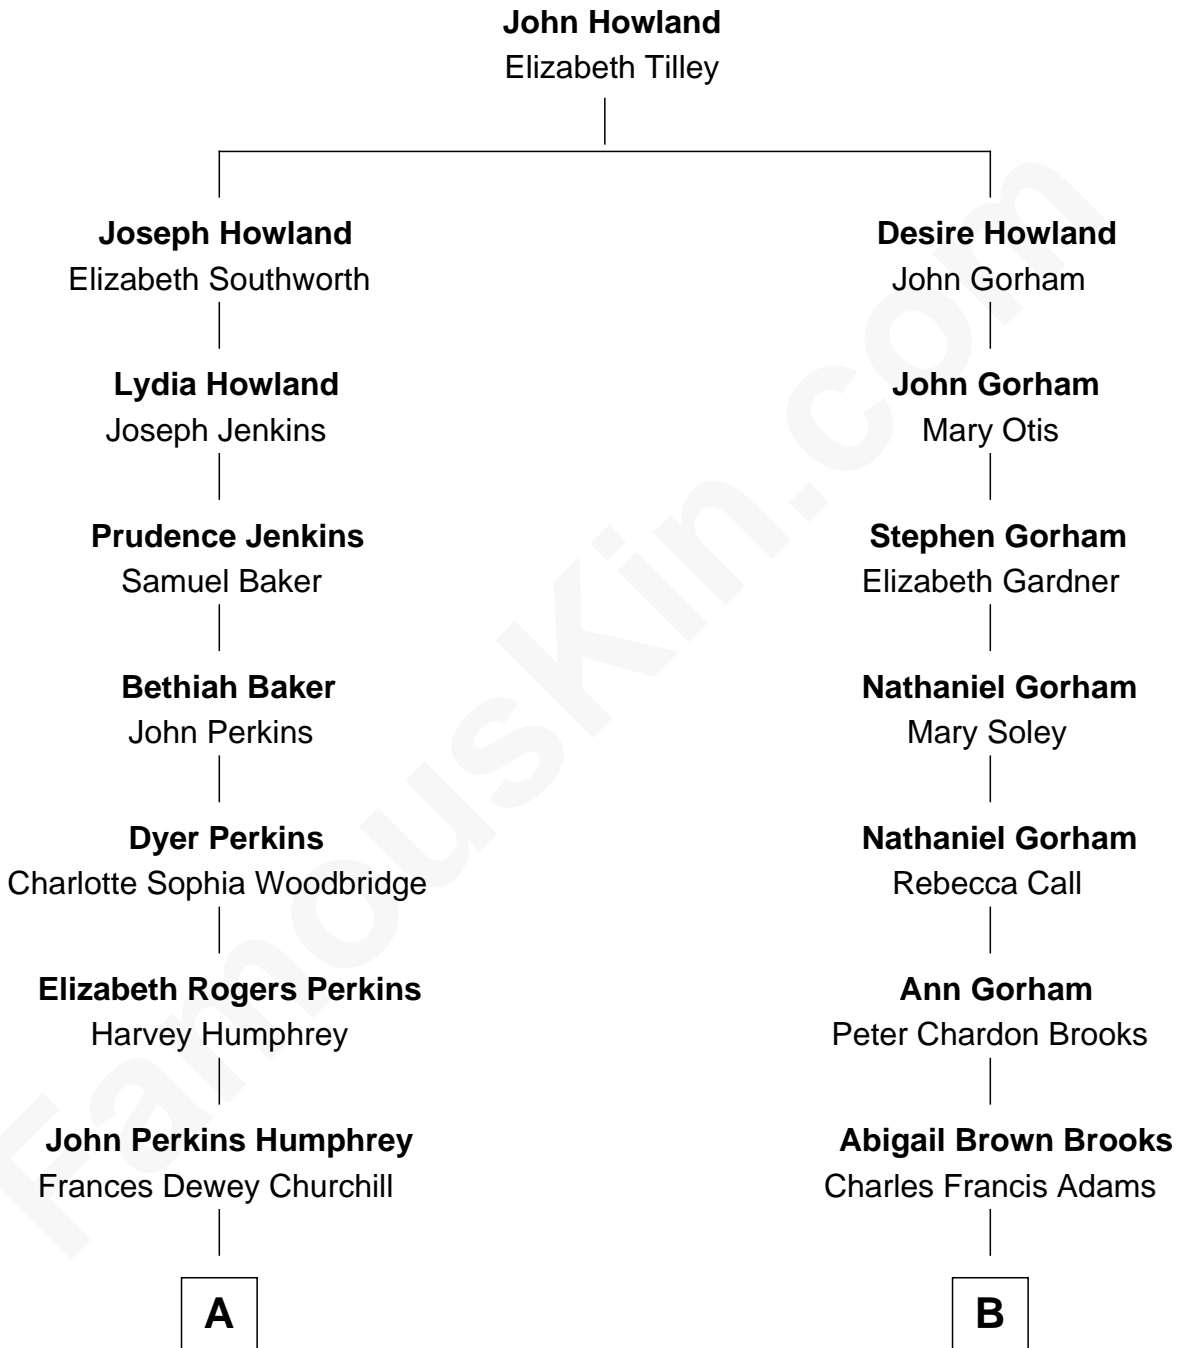 John Howland
Elizabeth Tilley
Joseph Howland
Elizabeth Southworth
Lydia Howland
Joseph Jenkins
Prudence Jenkins
Samuel Baker
Bethiah Baker
John Perkins
Dyer Perkins
Charlotte Sophia Woodbridge
Elizabeth Rogers Perkins
Harvey Humphrey
John Perkins Humphrey
Frances Dewey Churchill
A
Desire Howland
John Gorham
John Gorham
Mary Otis
Stephen Gorham
Elizabeth Gardner
Nathaniel Gorham
Mary Soley
Nathaniel Gorham
Rebecca Call
Ann Gorham
Peter Chardon Brooks
Abigail Brown Brooks
Charles Francis Adams
B
FamousKin.com